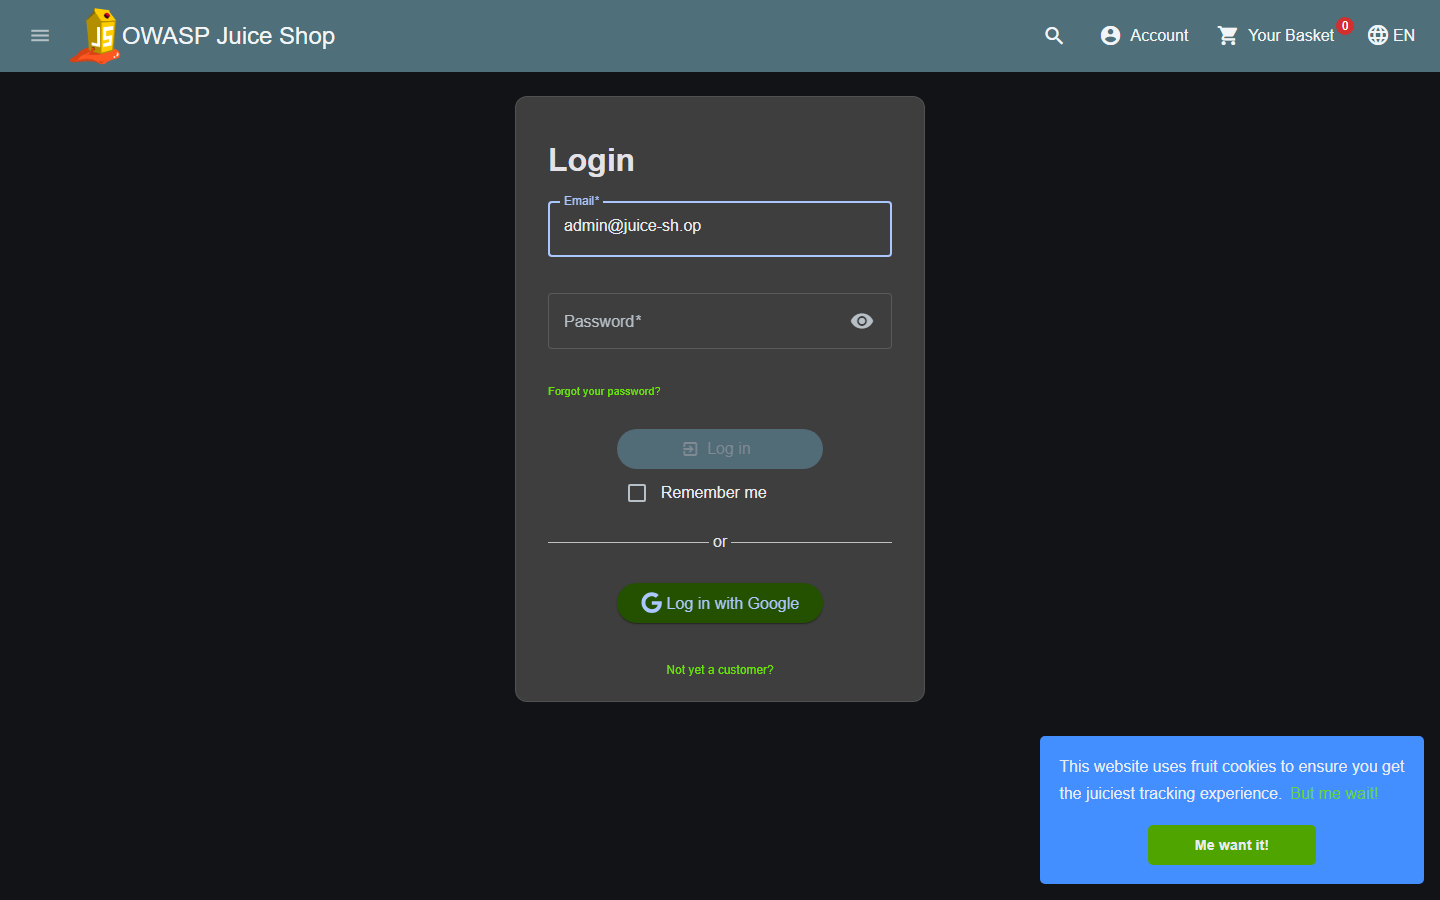 OWASP Juice Shop
Account
Your Basket
0
EN
Login
Email*
admin@juice-sh.op
Password*
Forgot your password?
Log in
Remember me
or
Log in with Google
Not yet a customer?
This website uses fruit cookies to ensure you get
the juiciest tracking experience. But me wait!
Me want it!